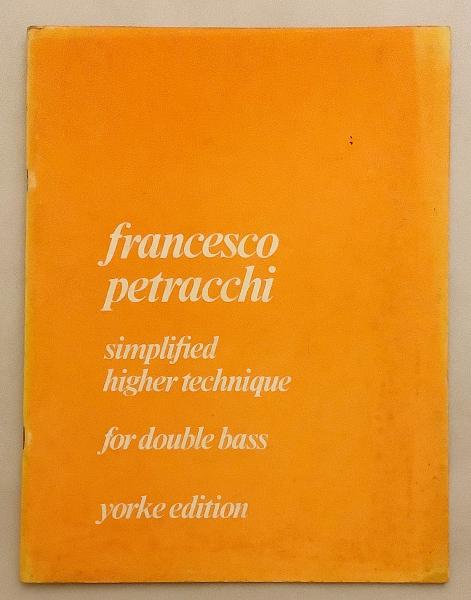 francesco
petracchi
simplified
higher technique
for double bass
yorke edition